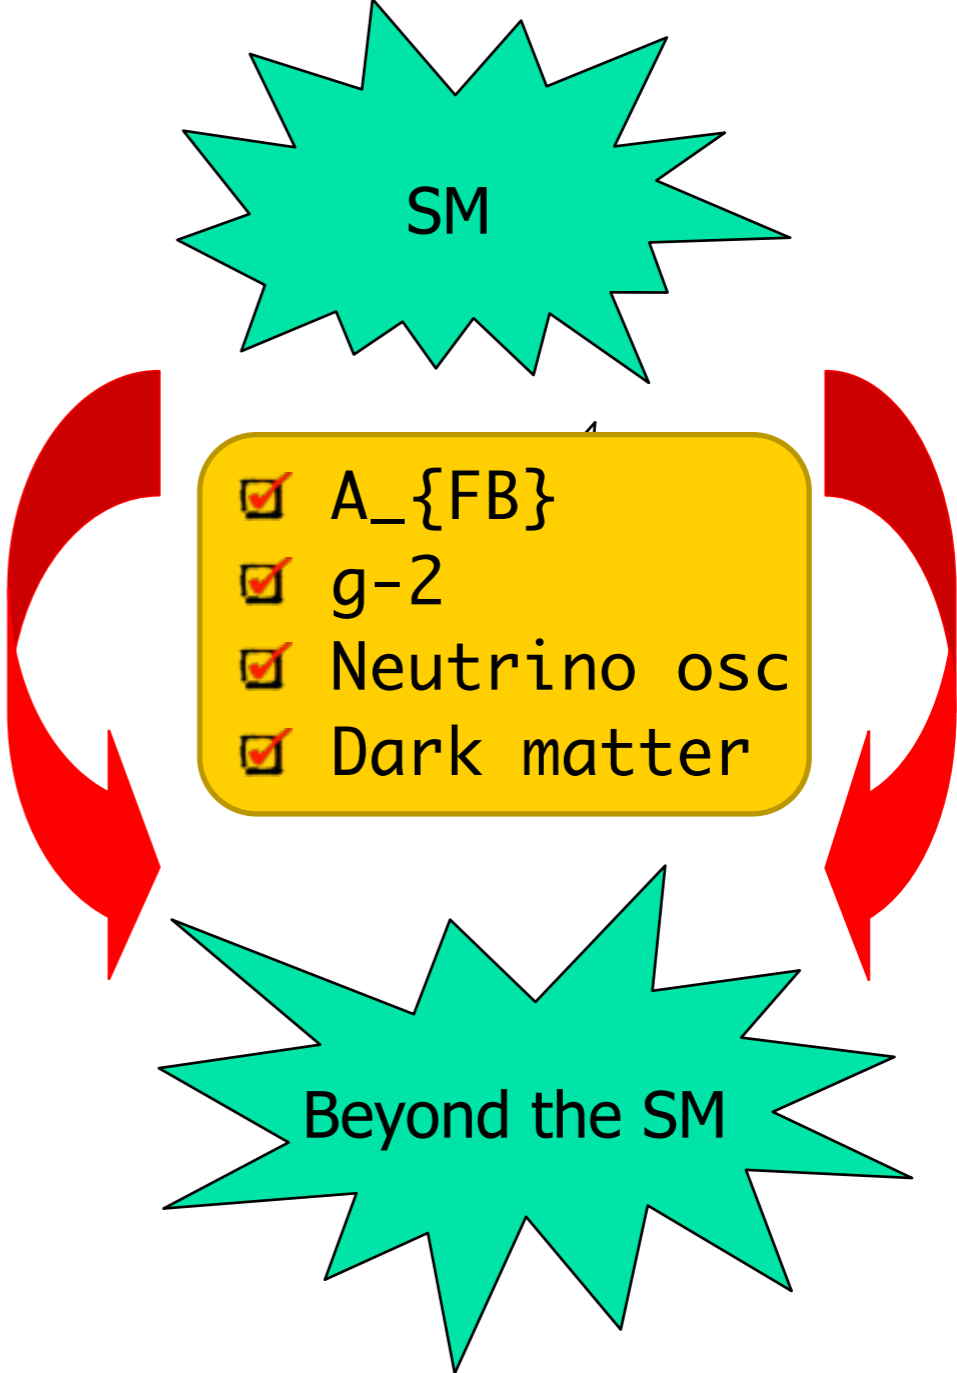 SM
A_{FB}
g-2
Neutrino osc
Dark matter
Beyond the SM